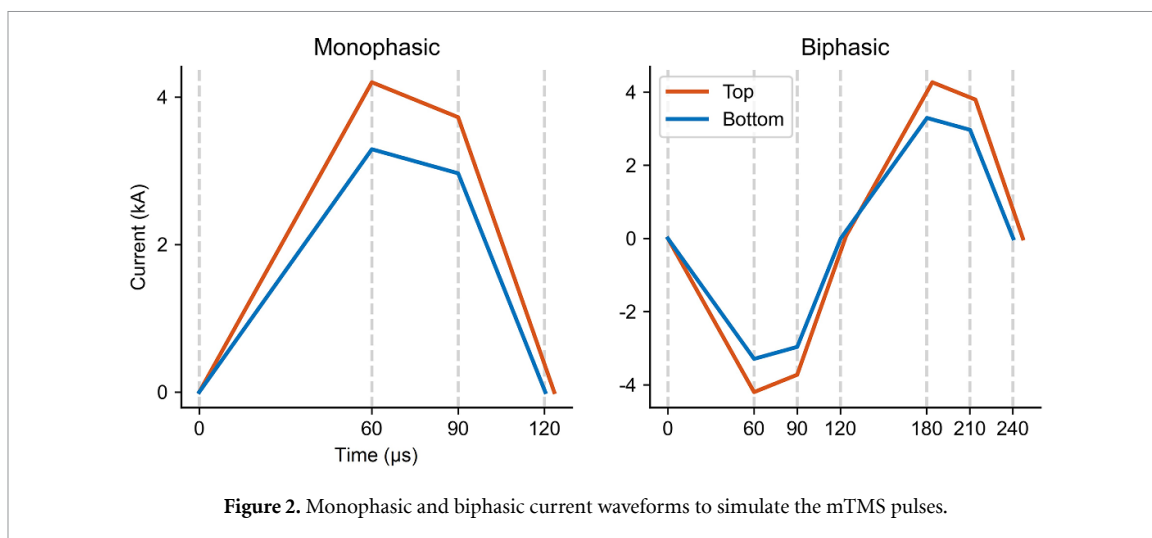 Monophasic
Biphasic
Current (kA)
4
2
0
0
60
90
120
Time (µs)
Top
Bottom
4
2
0
-2
-4
0
60
90
120
180
210
240
Figure 2. Monophasic and biphasic current waveforms to simulate the mTMS pulses.